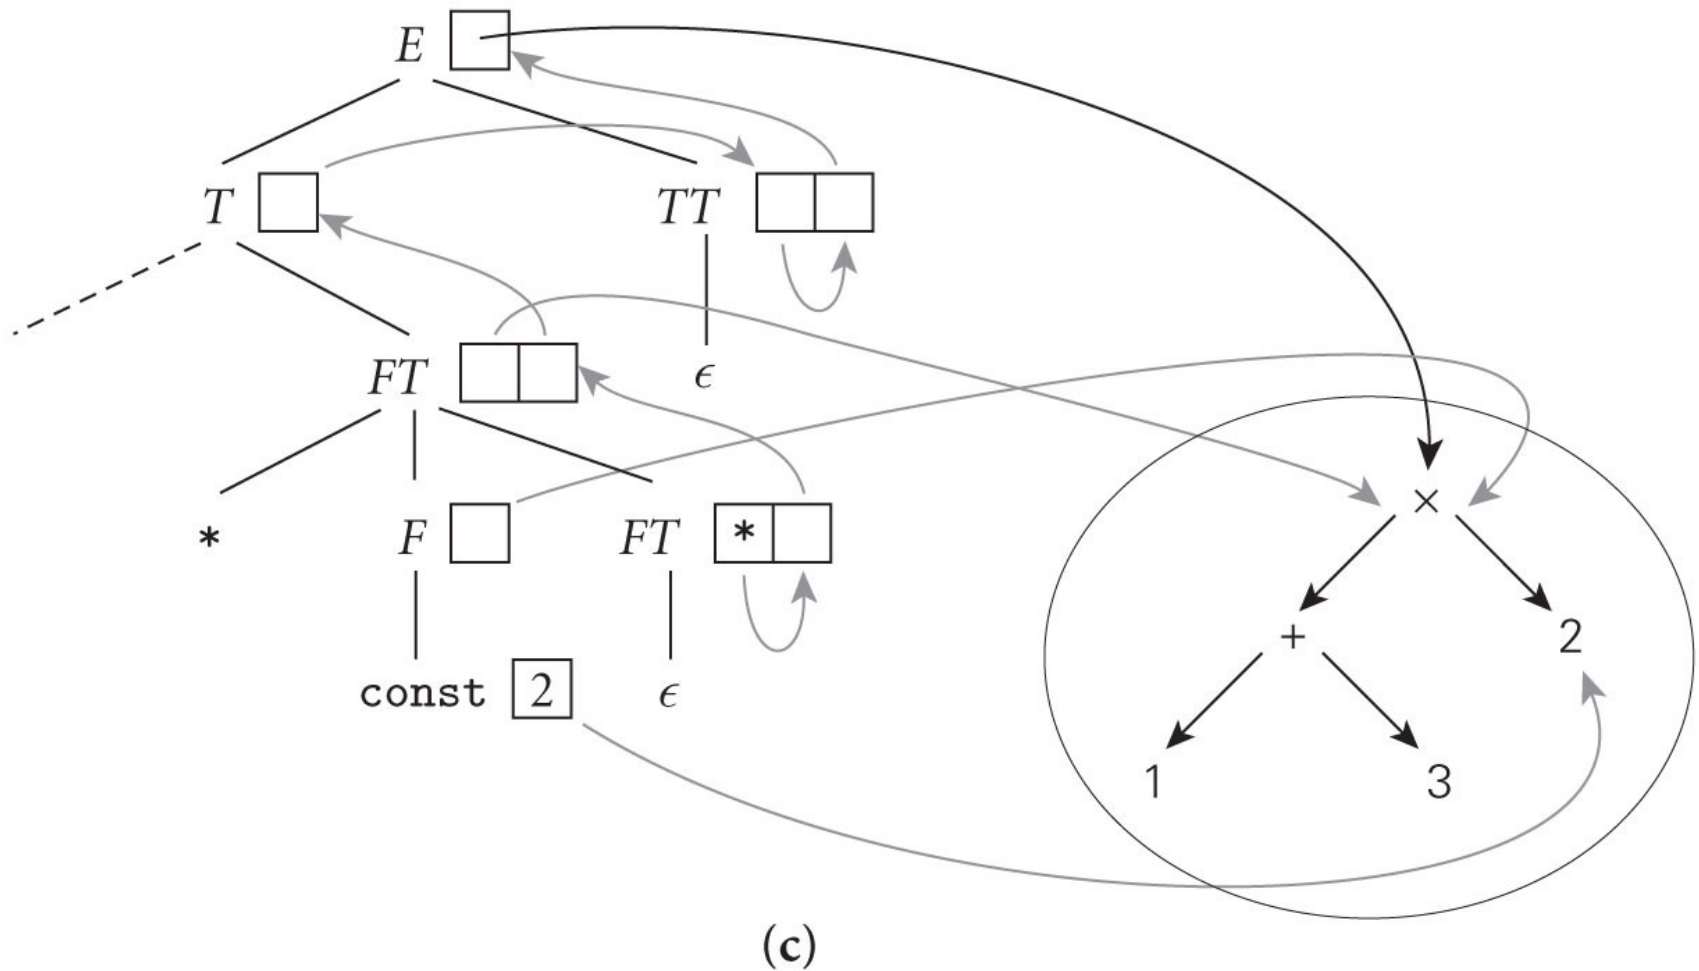 E
T TT
FT ϵ
×
* F FT *
+ 2
const 2 ϵ
1 3
(c)